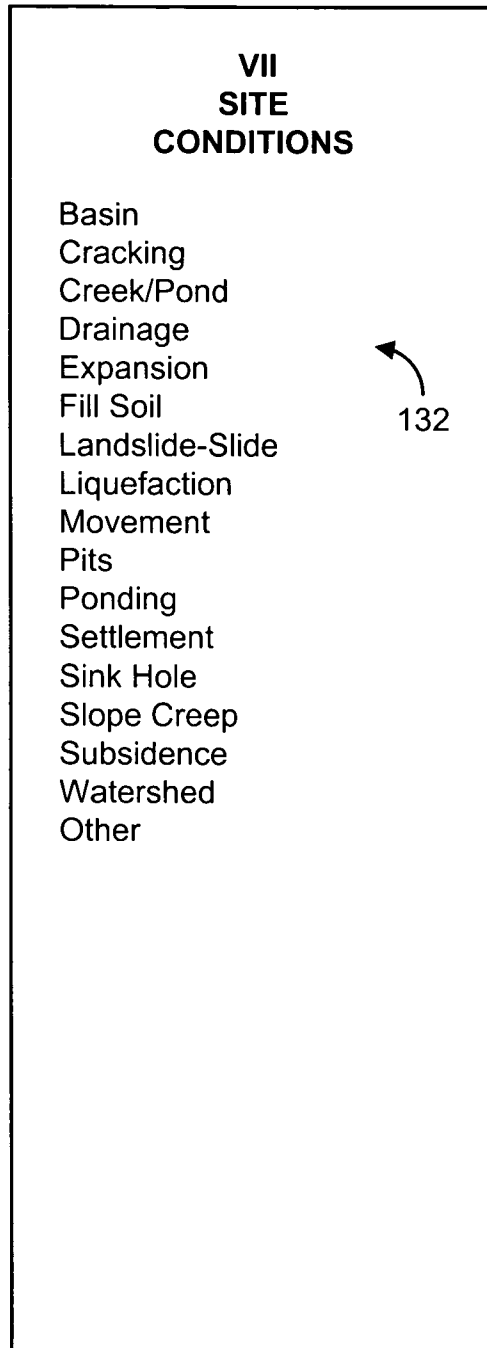 VII
SITE
CONDITIONS
Basin
Cracking
Creek/Pond
Drainage
Expansion
Fill Soil
132
Landslide-Slide
Liquefaction
Movement
Pits
Ponding
Settlement
Sink Hole
Slope Creep
Subsidence
Watershed
Other